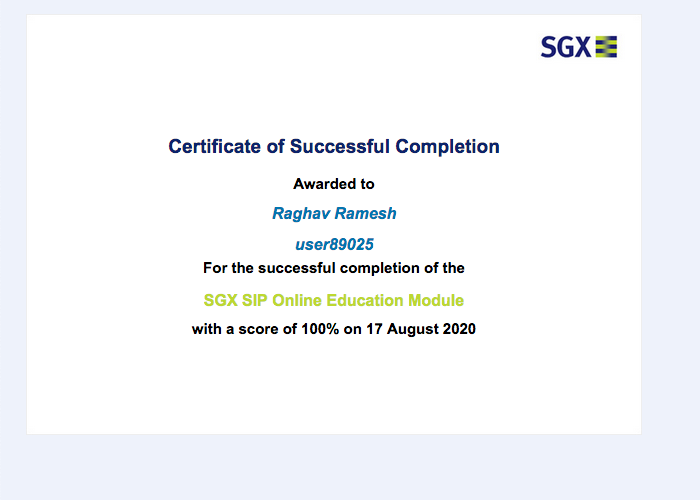 SGX
Certificate of Successful Completion
Awarded to
Raghav Ramesh
user89025
For the successful completion of the
SGX SIP Online Education Module
with a score of 100% on 17 August 2020